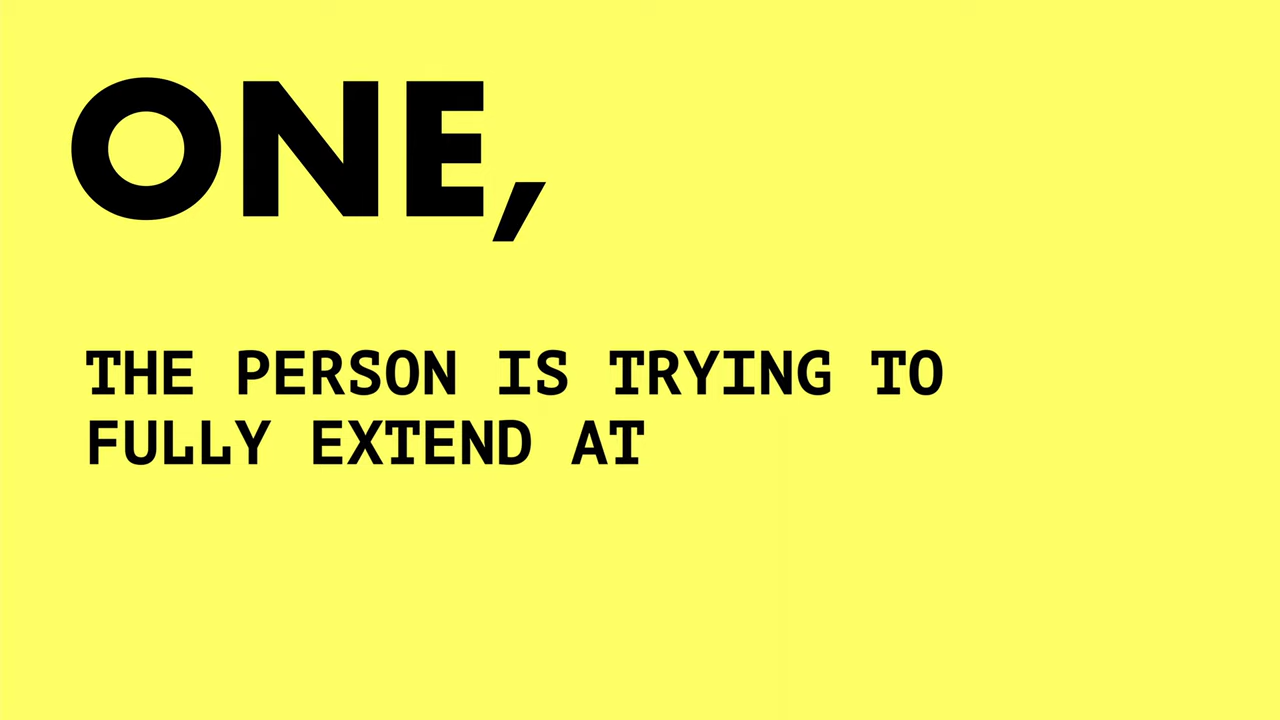 ONE,
THE PERSON IS TRYING TO
FULLY EXTEND AT